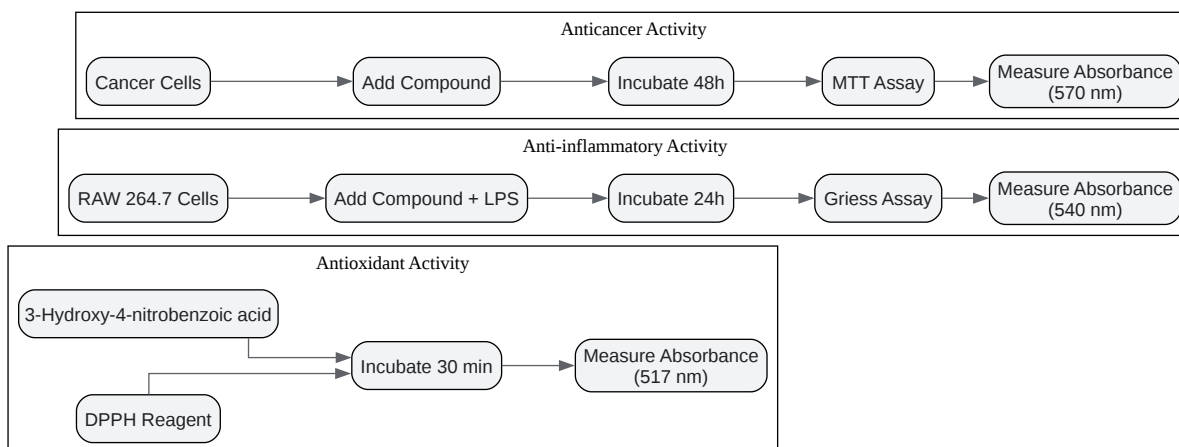 Anticancer Activity
Cancer Cells
Add Compound
Incubate 48h
MTT Assay
Measure Absorbance
(570 nm)
Anti-inflammatory Activity
RAW 264.7 Cells
Add Compound + LPS
Incubate 24h
Griess Assay
Measure Absorbance
(540 nm)
Antioxidant Activity
3-Hydroxy-4-nitrobenzoic acid
DPPH Reagent
Incubate 30 min
Measure Absorbance
(517 nm)